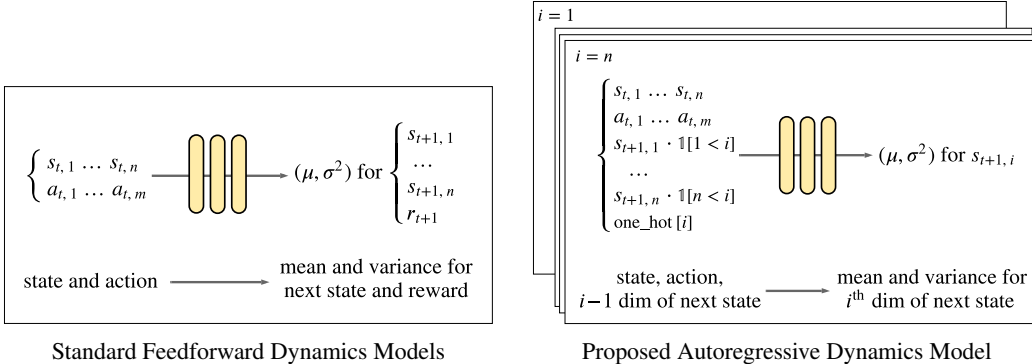 s_{t, 1} … s_{t, n}
a_{t, 1} … a_{t, m}
(μ, σ²) for
s_{t+1, 1}
…
s_{t+1, n}
r_{t+1}
state and action
mean and variance for
next state and reward
Standard Feedforward Dynamics Models
i = 1
i = n
s_{t, 1} … s_{t, n}
a_{t, 1} … a_{t, m}
s_{t+1, 1} · 𝟙[1 < i]
…
s_{t+1, n} · 𝟙[n < i]
one_hot [i]
(μ, σ²) for s_{t+1, i}
state, action,
i−1 dim of next state
mean and variance for
iᵗʰ dim of next state
Proposed Autoregressive Dynamics Model